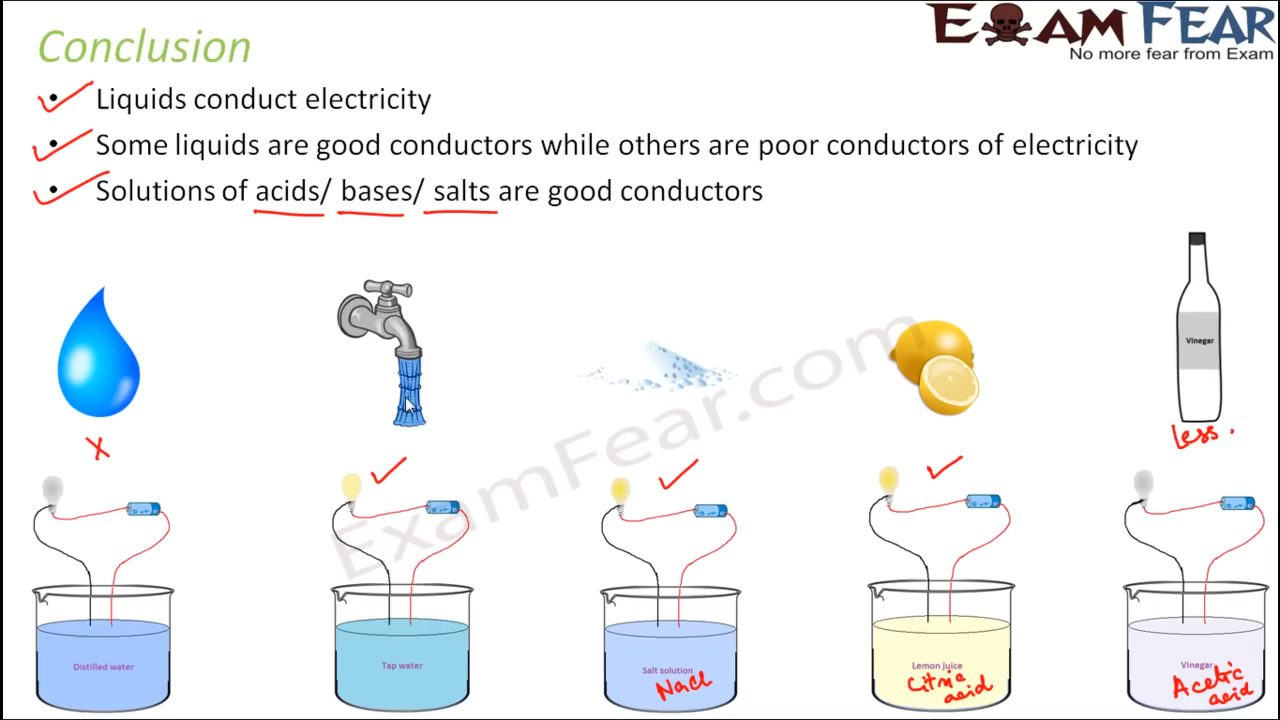 Conclusion
EXAM FEAR
No more fear from Exam
• Liquids conduct electricity
• Some liquids are good conductors while others are poor conductors of electricity
• Solutions of acids/ bases/ salts are good conductors
Vinegar
X
less.
ExamFear.com
Distilled water
Tap water
Salt solution
NaCl
Lemon juice
Citric
acid
Vinegar
Acetic
acid